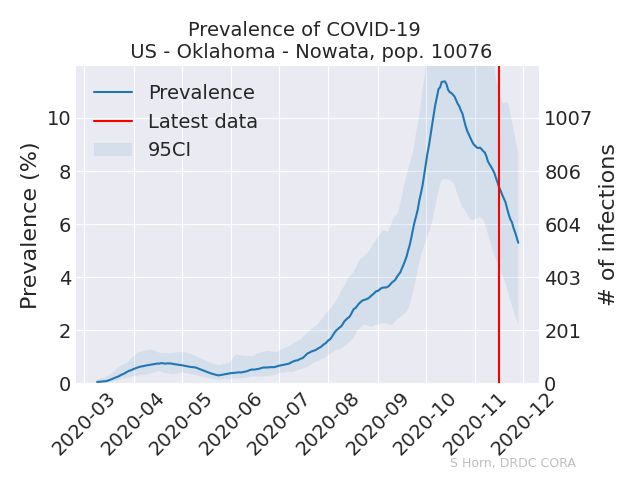 Prevalence of COVID-19
US - Oklahoma - Nowata, pop. 10076
Prevalence
Latest data
95CI
Prevalence (%)
10
8
6
4
2
0
1007
806
604
403
201
0
# of infections
2020-03
2020-04
2020-05
2020-06
2020-07
2020-08
2020-09
2020-10
2020-11
2020-12
S Horn, DRDC CORA